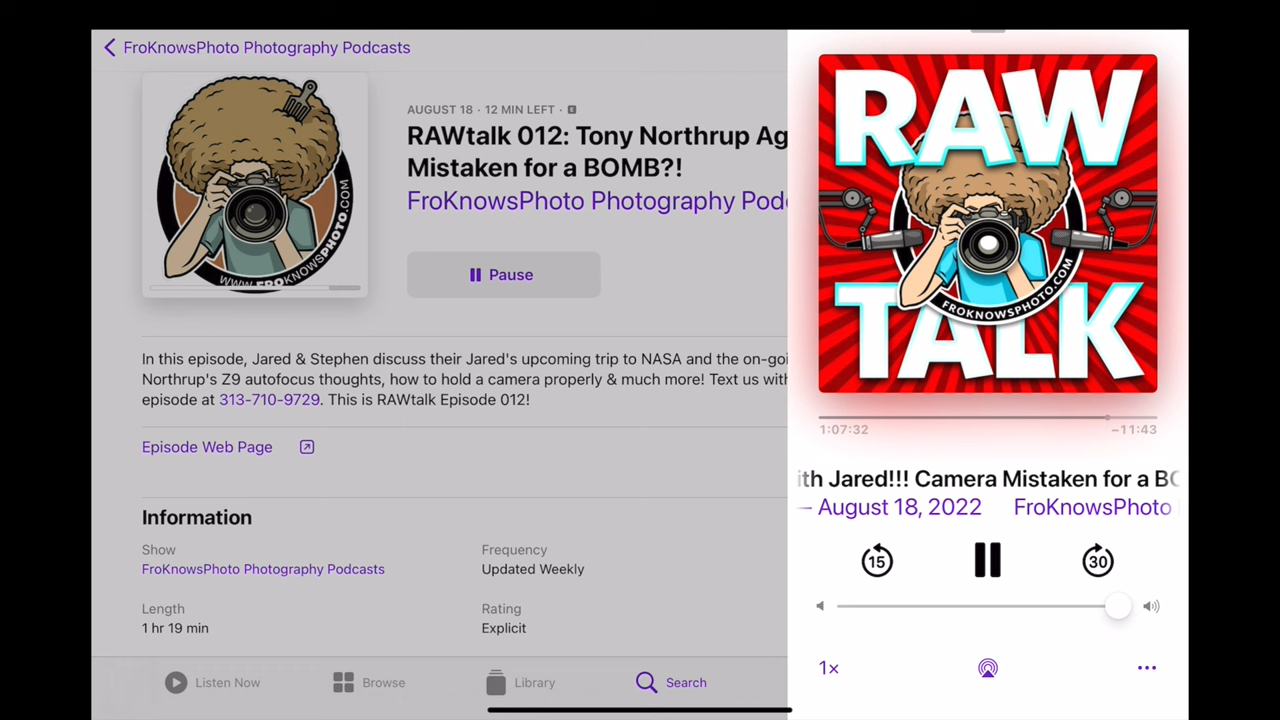 FroKnowsPhoto Photography Podcasts
WWW.FROKNOWSPHOTO.COM
AUGUST 18 · 12 MIN LEFT · E
RAWtalk 012: Tony Northrup Ag
Mistaken for a BOMB?!
FroKnowsPhoto Photography Pod
Pause
In this episode, Jared & Stephen discuss their Jared's upcoming trip to NASA and the on-goi
Northrup's Z9 autofocus thoughts, how to hold a camera properly & much more! Text us with
episode at 313-710-9729. This is RAWtalk Episode 012!
Episode Web Page
Information
Show
FroKnowsPhoto Photography Podcasts
Frequency
Updated Weekly
Length
1 hr 19 min
Rating
Explicit
Listen Now
Browse
Library
Search
RAW
FROKNOWSPHOTO.COM
TALK
1:07:32
–11:43
ith Jared!!! Camera Mistaken for a BO
— August 18, 2022 FroKnowsPhoto
15
30
1×